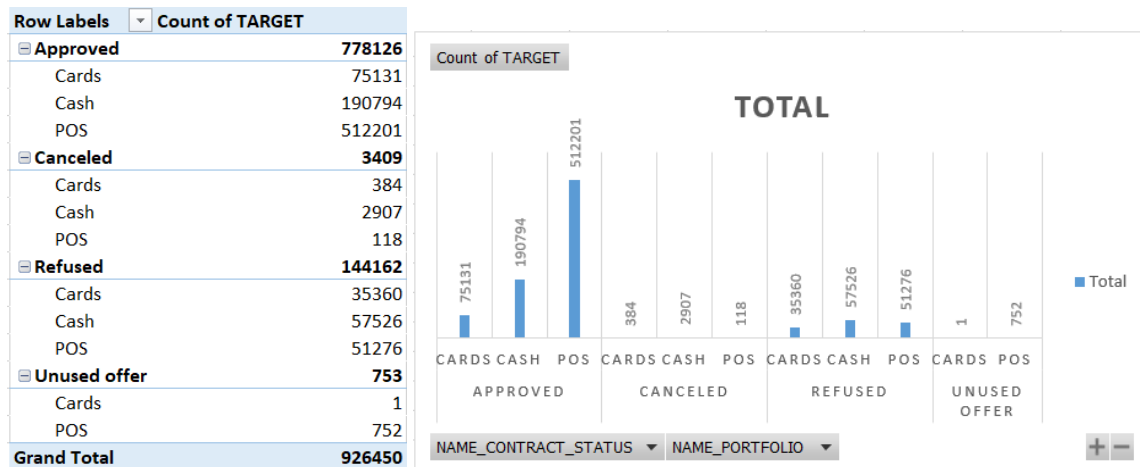 Row Labels Count of TARGET
Approved 778126
Cards 75131
Cash 190794
POS 512201
Canceled 3409
Cards 384
Cash 2907
POS 118
Refused 144162
Cards 35360
Cash 57526
POS 51276
Unused offer 753
Cards 1
POS 752
Grand Total 926450
Count of TARGET
TOTAL
75131 190794 512201 384 2907 118 35360 57526 51276 1 752
Total
CARDS CASH POS CARDS CASH POS CARDS CASH POS CARDS POS
APPROVED CANCELED REFUSED UNUSED
OFFER
NAME_CONTRACT_STATUS NAME_PORTFOLIO